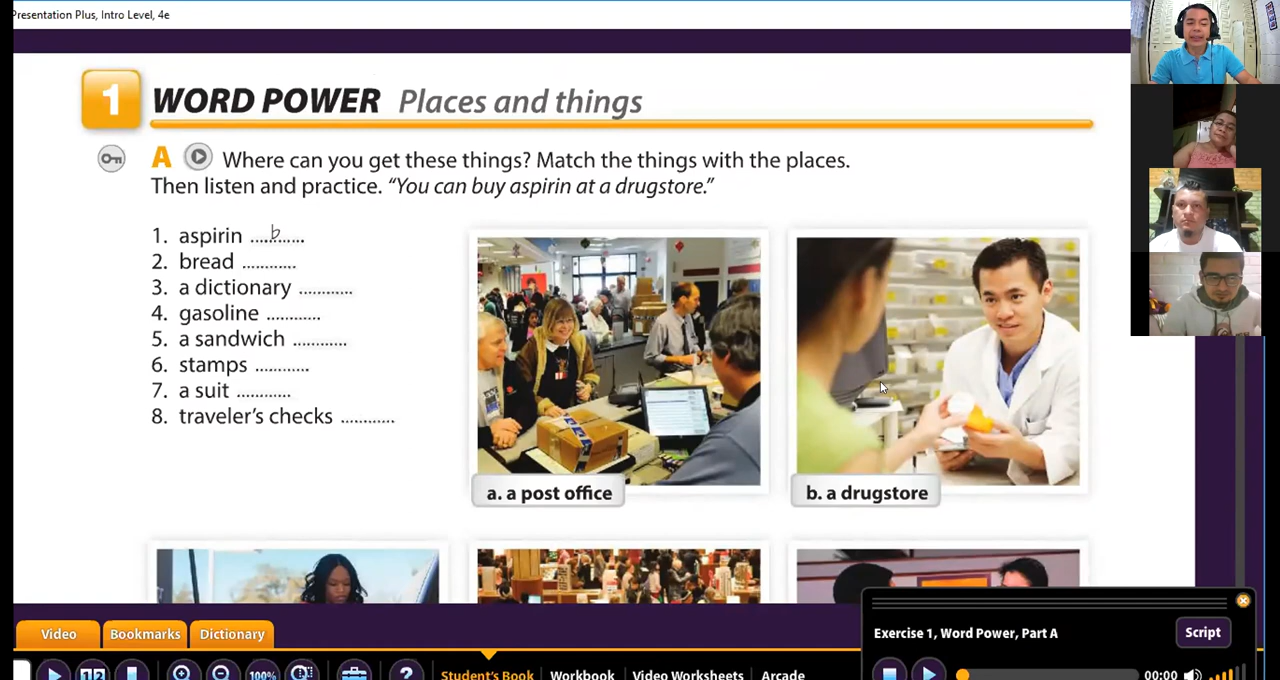 Presentation Plus, Intro Level, 4e
1 WORD POWER Places and things
A Where can you get these things? Match the things with the places.
Then listen and practice. "You can buy aspirin at a drugstore."
1. aspirin ....b.......
2. bread ............
3. a dictionary ............
4. gasoline ............
5. a sandwich ............
6. stamps ............
7. a suit ............
8. traveler's checks ............
a. a post office
b. a drugstore
Exercise 1, Word Power, Part A
Script
Video Bookmarks Dictionary
1 2 100% ? Student's Book Workbook Video Worksheets Arcade
00:00